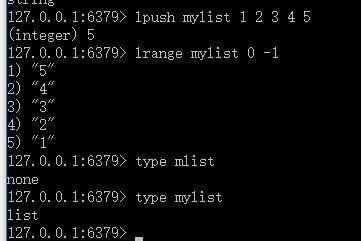 string
127.0.0.1:6379> lpush mylist 1 2 3 4 5
(integer) 5
127.0.0.1:6379> lrange mylist 0 -1
1) "5"
2) "4"
3) "3"
4) "2"
5) "1"
127.0.0.1:6379> type mlist
none
127.0.0.1:6379> type mylist
list
127.0.0.1:6379>